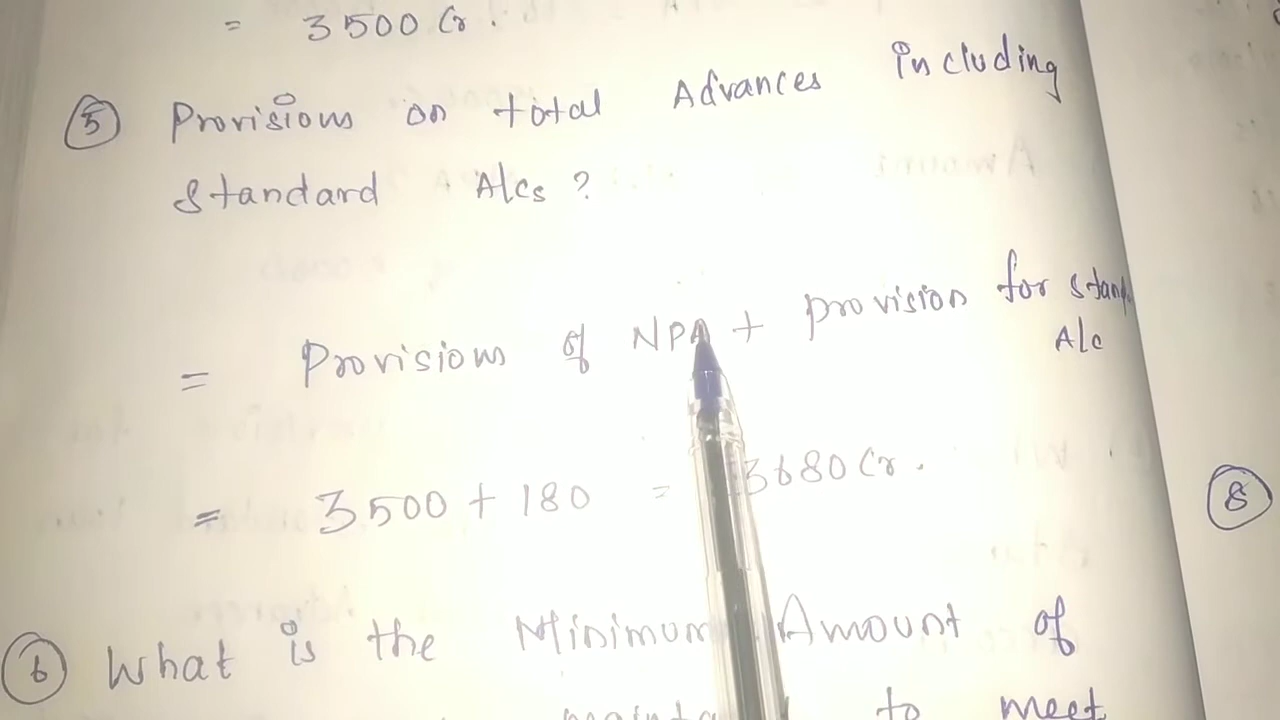 = 3500 Cr.
5 Provisions on total Advances including
Standard A/cs ?
= Provisions of NPA + provision for stand
A/c
= 3500 + 180 = 3680 Cr.
8
6 What is the Minimum Amount of
to meet